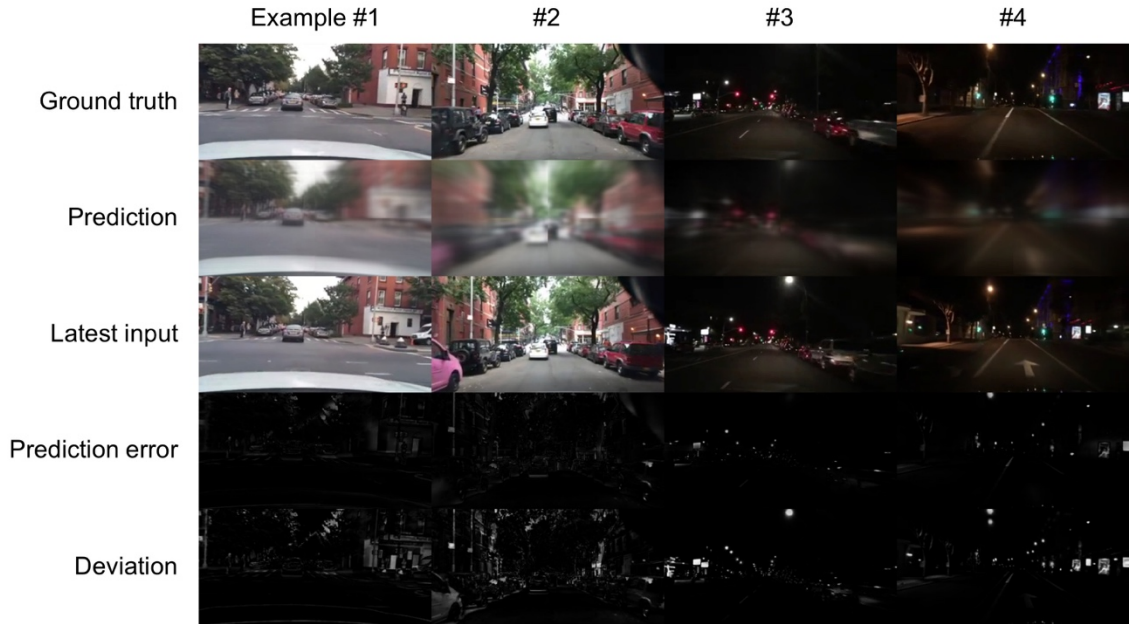 Example #1 #2 #3 #4
Ground truth
Prediction
Latest input
Prediction error
Deviation